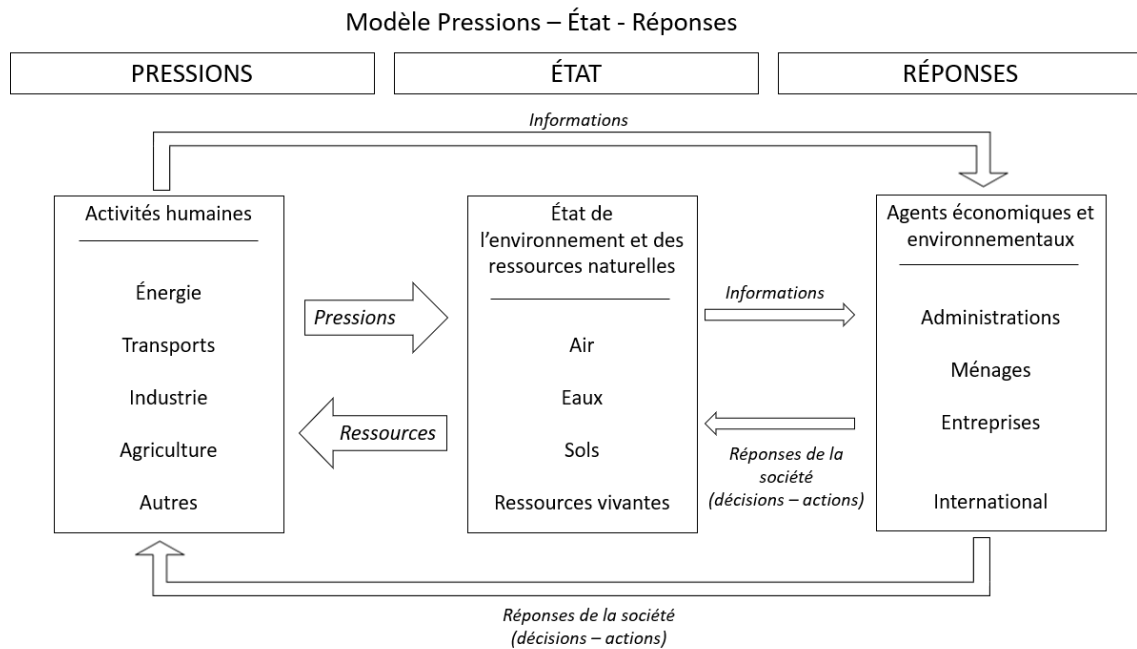 Modèle Pressions – État - Réponses
PRESSIONS
ÉTAT
RÉPONSES
Informations
Activités humaines
Énergie
Transports
Industrie
Agriculture
Autres
Pressions
Ressources
État de
l’environnement et des
ressources naturelles
Air
Eaux
Sols
Ressources vivantes
Informations
Réponses de la
société
(décisions – actions)
Agents économiques et
environnementaux
Administrations
Ménages
Entreprises
International
Réponses de la société
(décisions – actions)